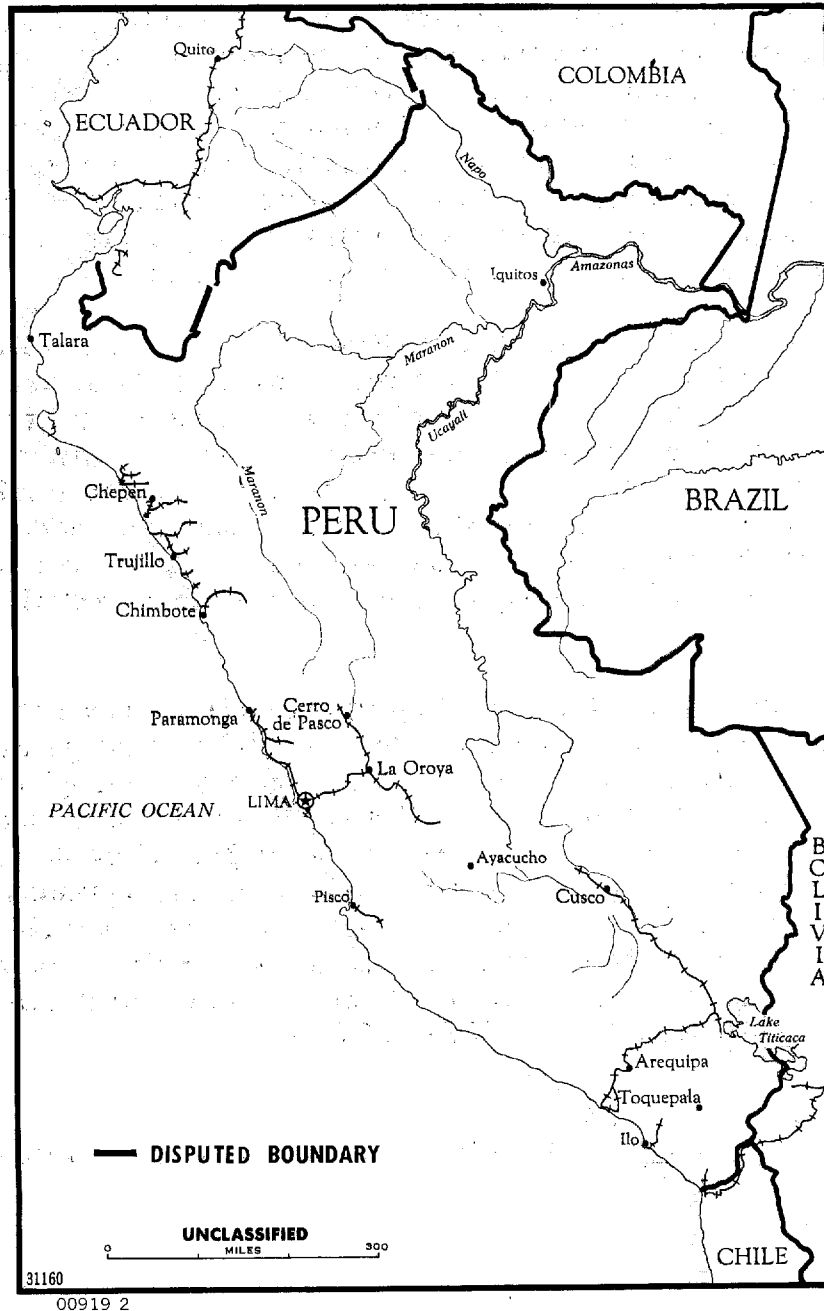 Quito
COLOMBIA
ECUADOR
Napo
Iquitos
Amazonas
Talara
Maranon
Ucayali
Maranon
Chepen
PERU
BRAZIL
Trujillo
Chimbote
Paramonga
Cerro
de Pasco
La Oroya
LIMA
PACIFIC OCEAN
Ayacucho
BOLIVIA
Cusco
Pisco
Lake
Titicaca
Arequipa
Toquepala
Ilo
DISPUTED BOUNDARY
UNCLASSIFIED
MILES
0 300
CHILE
31160
00919 2